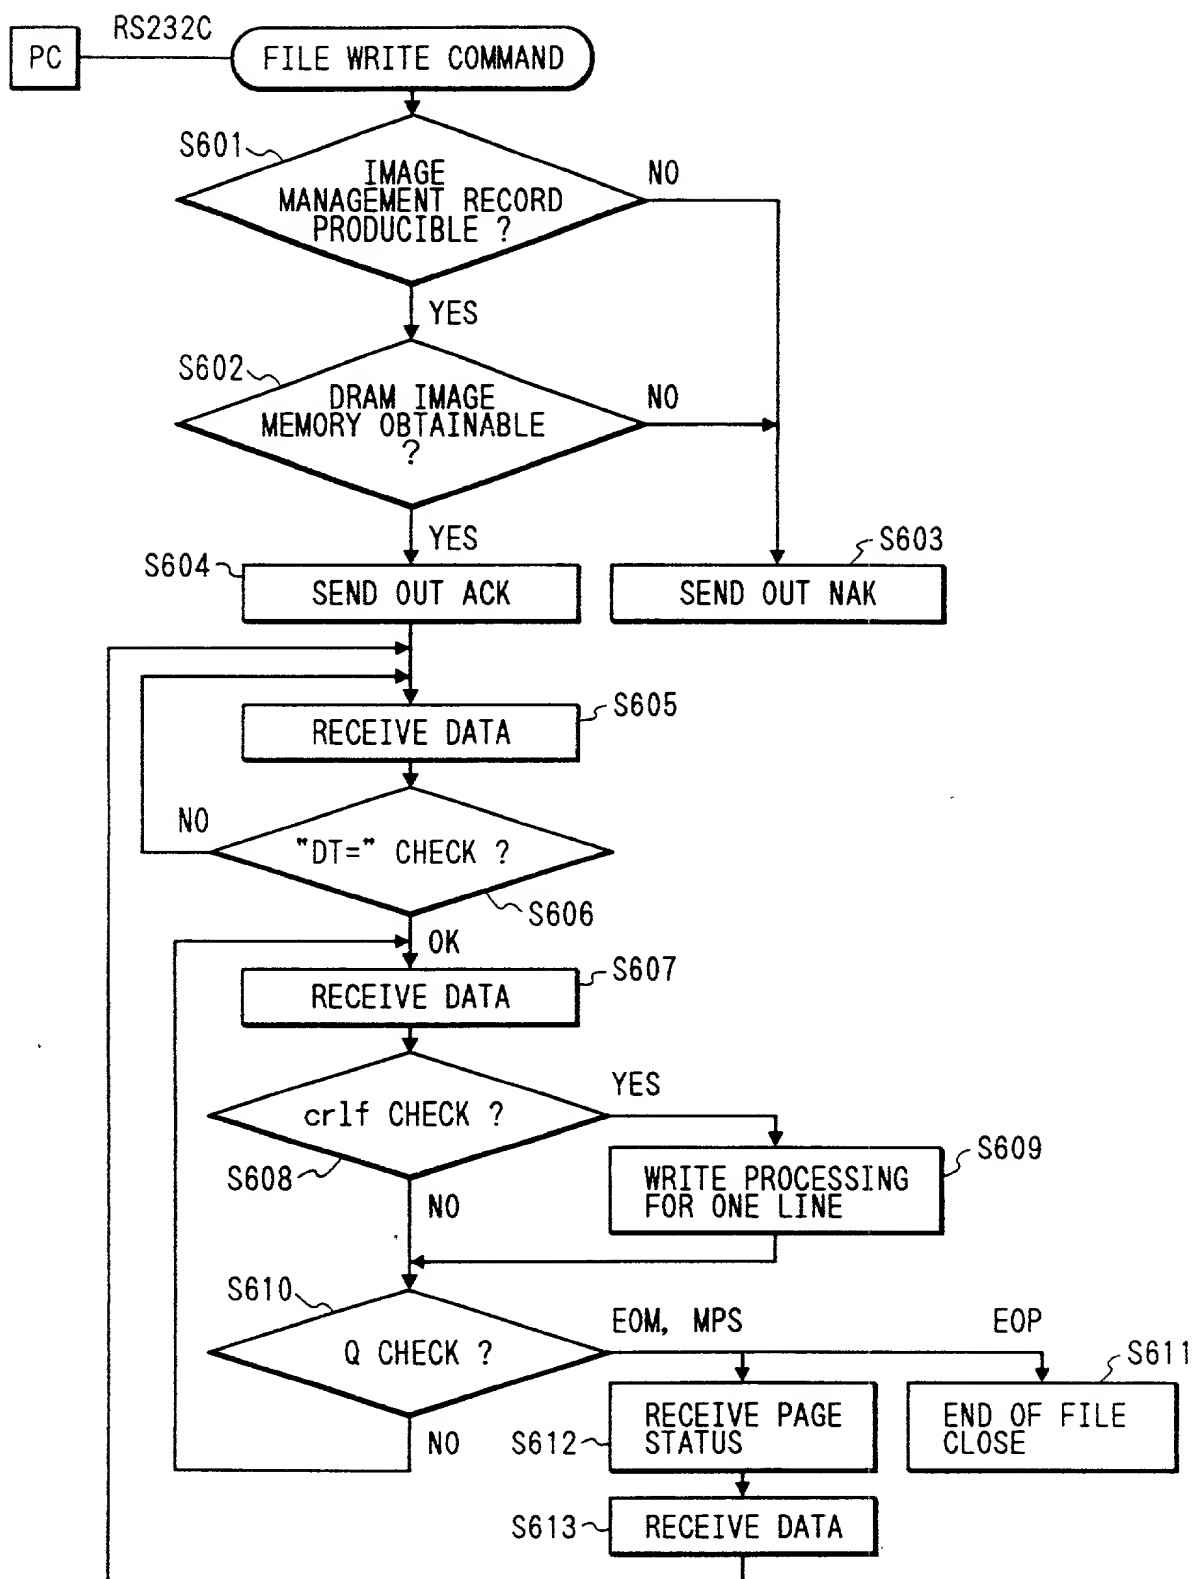 RS232C
PC
FILE WRITE COMMAND
S601
IMAGE
MANAGEMENT RECORD
PRODUCIBLE ?
NO
YES
S602
DRAM IMAGE
MEMORY OBTAINABLE
?
NO
YES
S604
SEND OUT ACK
S603
SEND OUT NAK
S605
RECEIVE DATA
NO
"DT=" CHECK ?
S606
OK
S607
RECEIVE DATA
YES
crlf CHECK ?
S608
NO
S609
WRITE PROCESSING
FOR ONE LINE
S610
Q CHECK ?
EOM, MPS
EOP
S611
NO
S612
RECEIVE PAGE
STATUS
END OF FILE
CLOSE
S613
RECEIVE DATA